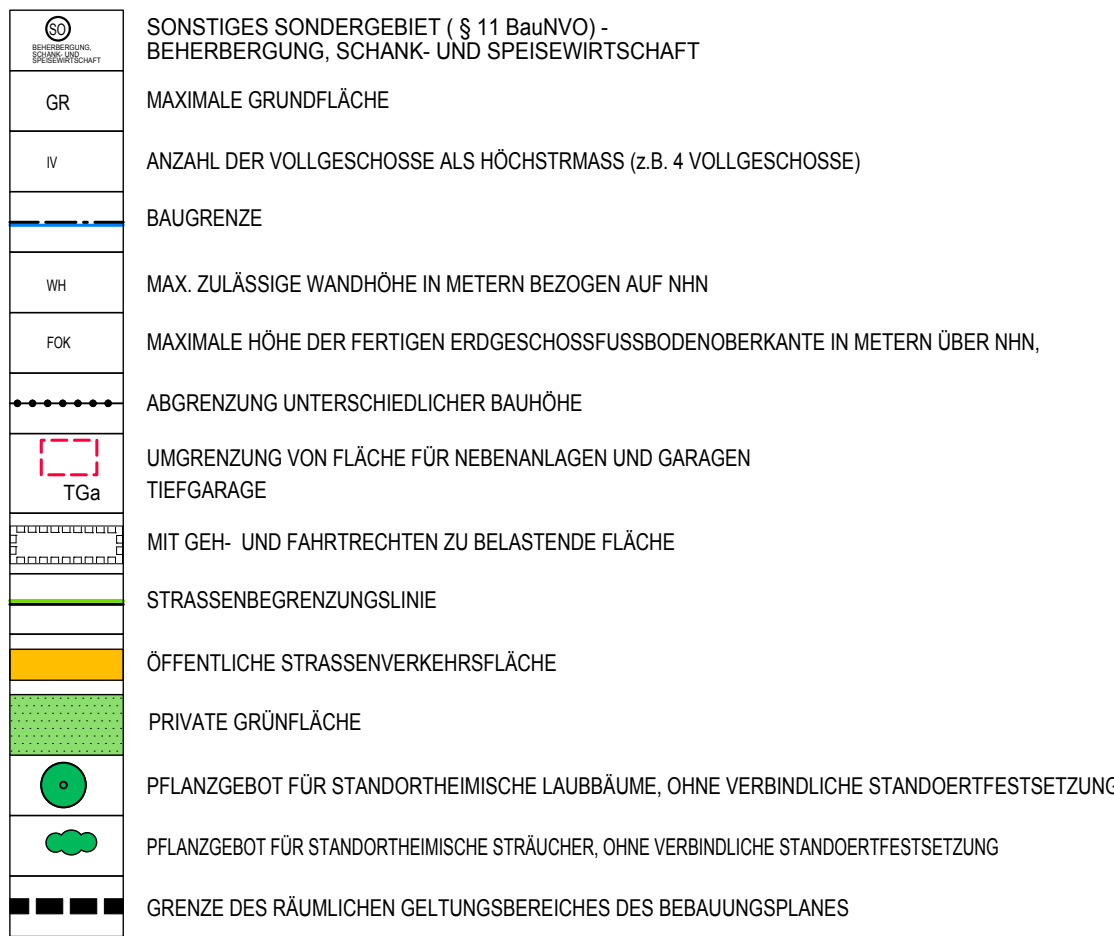 SO
BEHERBERGUNG,
SCHANK- UND
SPEISEWIRTSCHAFT
SONSTIGES SONDERGEBIET ( § 11 BauNVO) -
BEHERBERGUNG, SCHANK- UND SPEISEWIRTSCHAFT
GR
MAXIMALE GRUNDFLÄCHE
IV
ANZAHL DER VOLLGESCHOSSE ALS HÖCHSTRMASS (z.B. 4 VOLLGESCHOSSE)
BAUGRENZE
WH
MAX. ZULÄSSIGE WANDHÖHE IN METERN BEZOGEN AUF NHN
FOK
MAXIMALE HÖHE DER FERTIGEN ERDGESCHOSSFUSSBODENOBERKANTE IN METERN ÜBER NHN,
ABGRENZUNG UNTERSCHIEDLICHER BAUHÖHE
UMGRENZUNG VON FLÄCHE FÜR NEBENANLAGEN UND GARAGEN
TGa
TIEFGARAGE
MIT GEH- UND FAHRTRECHTEN ZU BELASTENDE FLÄCHE
STRASSENBEGRENZUNGSLINIE
ÖFFENTLICHE STRASSENVERKEHRSFLÄCHE
PRIVATE GRÜNFLÄCHE
PFLANZGEBOT FÜR STANDORTHEIMISCHE LAUBBÄUME, OHNE VERBINDLICHE STANDOERTFESTSETZUNG
PFLANZGEBOT FÜR STANDORTHEIMISCHE STRÄUCHER, OHNE VERBINDLICHE STANDOERTFESTSETZUNG
GRENZE DES RÄUMLICHEN GELTUNGSBEREICHES DES BEBAUUNGSPLANES